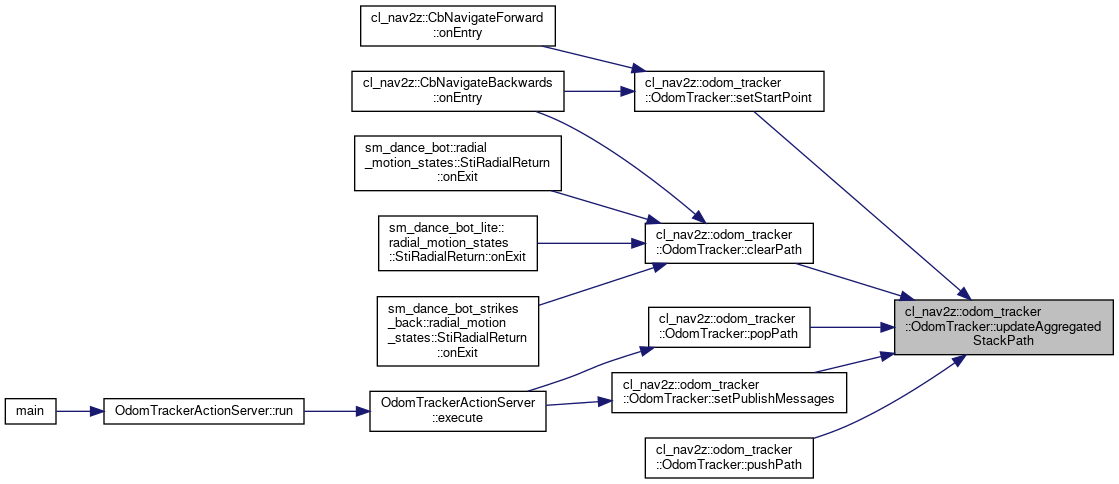 cl_nav2z::CbNavigateForward
::onEntry
cl_nav2z::CbNavigateBackwards
::onEntry
cl_nav2z::odom_tracker
::OdomTracker::setStartPoint
sm_dance_bot::radial
_motion_states::StiRadialReturn
::onExit
sm_dance_bot_lite::
radial_motion_states
::StiRadialReturn::onExit
cl_nav2z::odom_tracker
::OdomTracker::clearPath
sm_dance_bot_strikes
_back::radial_motion
_states::StiRadialReturn
::onExit
cl_nav2z::odom_tracker
::OdomTracker::popPath
cl_nav2z::odom_tracker
::OdomTracker::updateAggregated
StackPath
main
OdomTrackerActionServer::run
OdomTrackerActionServer
::execute
cl_nav2z::odom_tracker
::OdomTracker::setPublishMessages
cl_nav2z::odom_tracker
::OdomTracker::pushPath